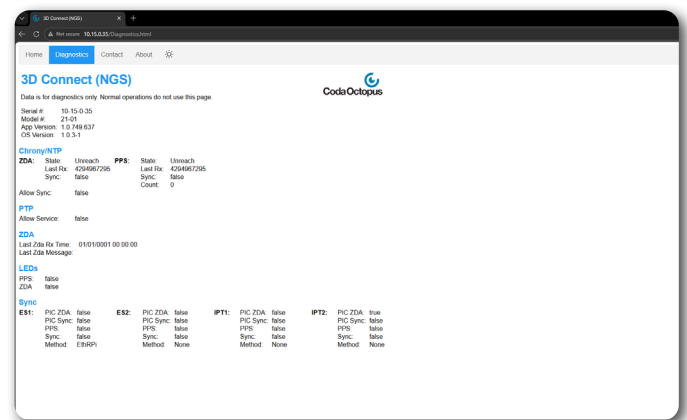 3D Connect (NGS)
Not secure 10.15.0.35/Diagnostics.html
Home Diagnostics Contact About
3D Connect (NGS)
CodaOctopus
Data is for diagnostics only. Normal operations do not use this page.
Serial #: 10-15-0-35
Model #: 21-01
App Version: 1.0.749.637
OS Version: 1.0.3-1
Chrony/NTP
ZDA: State: Unreach PPS: State: Unreach
Last Rx: 4294967295 Last Rx: 4294967295
Sync: false Sync: false
Count: 0
Allow Sync: false
PTP
Allow Service: false
ZDA
Last Zda Rx Time: 01/01/0001 00:00:00
Last Zda Message:
LEDs
PPS: false
ZDA false
Sync
ES1: PIC ZDA: false ES2: PIC ZDA: false IPT1: PIC ZDA: false IPT2: PIC ZDA: true
PIC Sync: false PIC Sync: false PIC Sync: false PIC Sync: false
PPS: false PPS: false PPS: false PPS: false
Sync: false Sync: false Sync: false Sync: false
Method: EthRPi Method: None Method: None Method: None